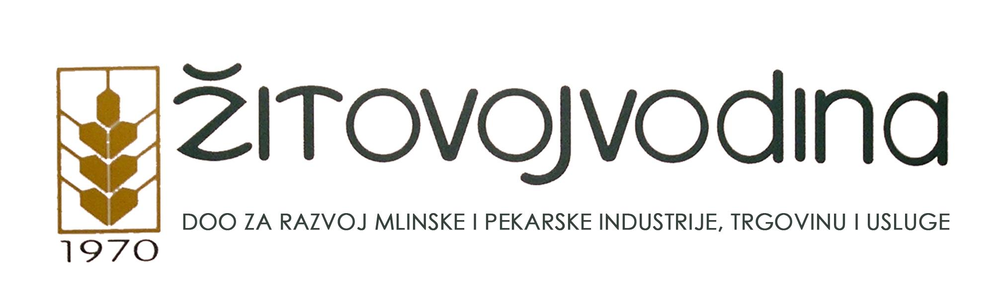 žitovojvodina
DOO ZA RAZVOJ MLINSKE I PEKARSKE INDUSTRIJE, TRGOVINU I USLUGE
1970